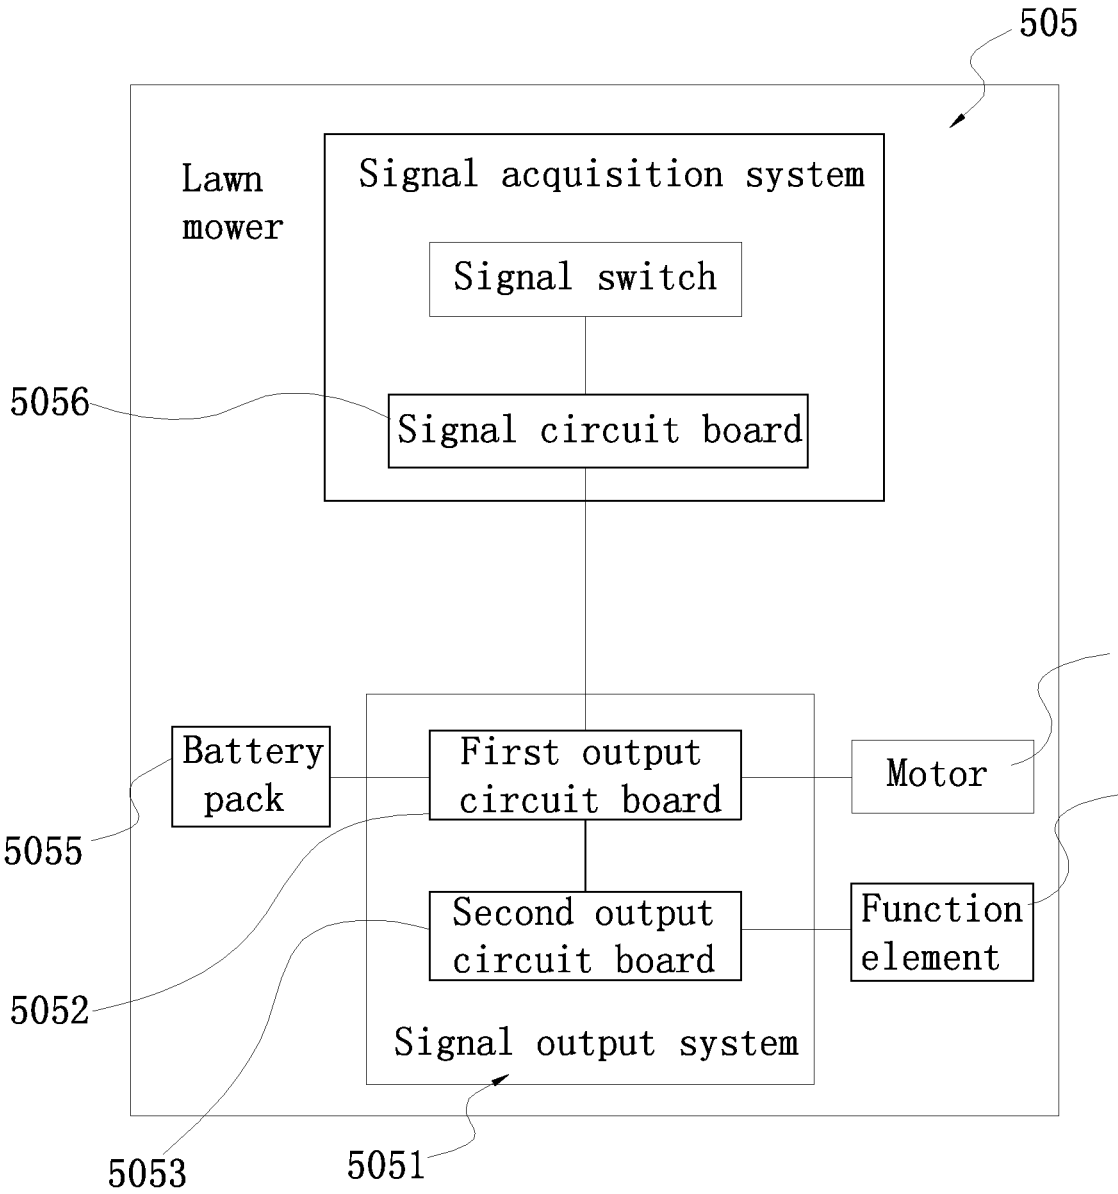 505
Signal acquisition system
Lawn
mower
Signal switch
5056
Signal circuit board
Battery
pack
First output
circuit board
Motor
5055
Second output
circuit board
Function
element
5052
Signal output system
5053
5051